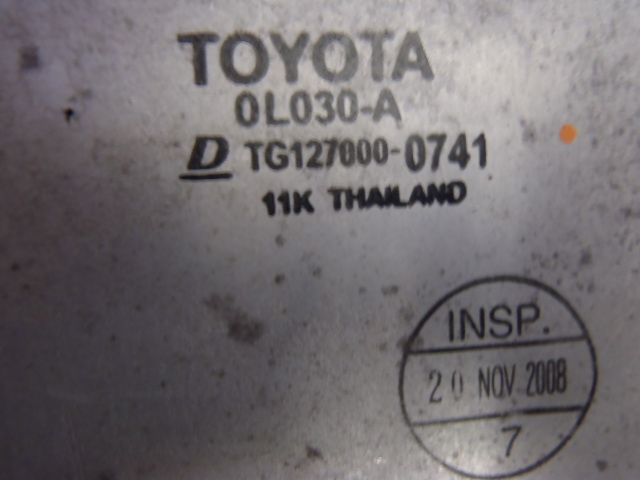 TOYOTA
0L030-A
D TG127000-0741
11K THAILAND
INSP.
20 NOV 2008
7